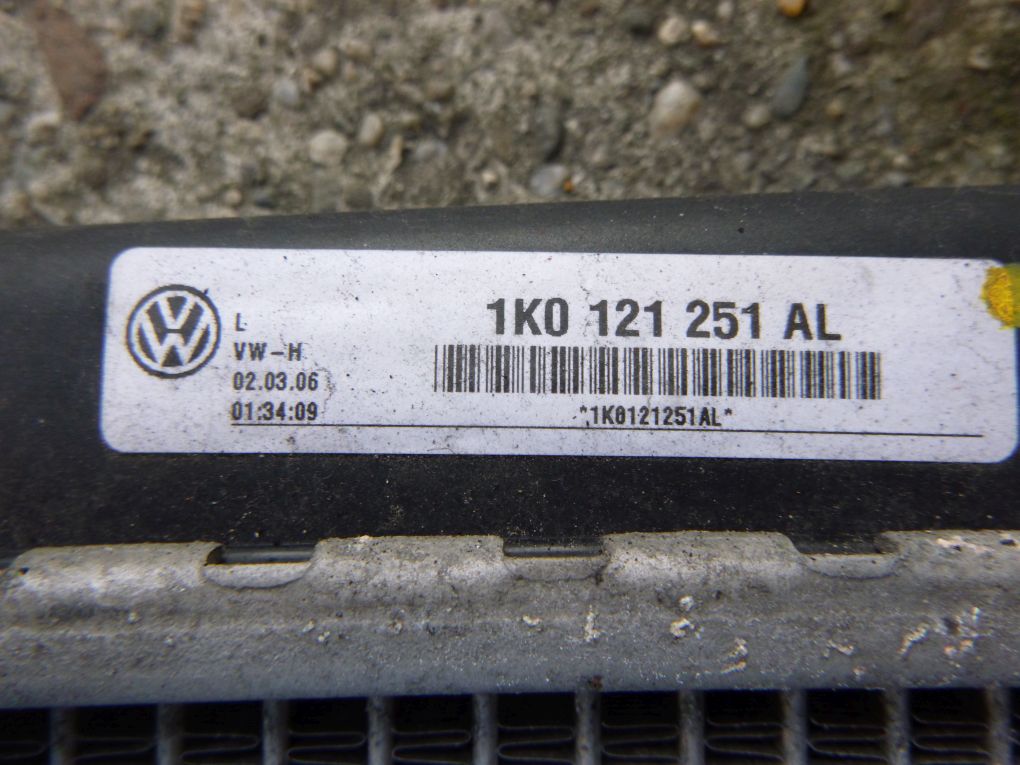 1K0 121 251 AL
L
VW-H
02.03.06
01:34:09
*1K0121251AL*